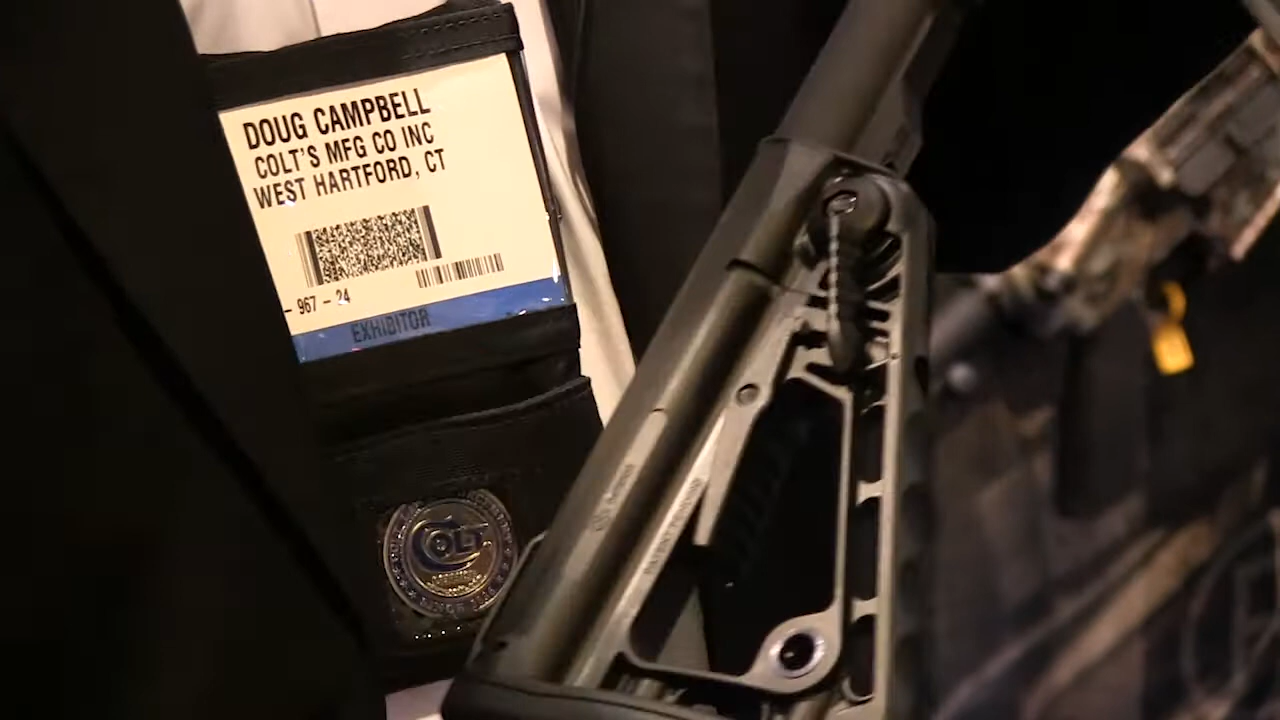 DOUG CAMPBELL
COLT'S MFG CO INC
WEST HARTFORD, CT
- 967 - 24
EXHIBITOR
COLT